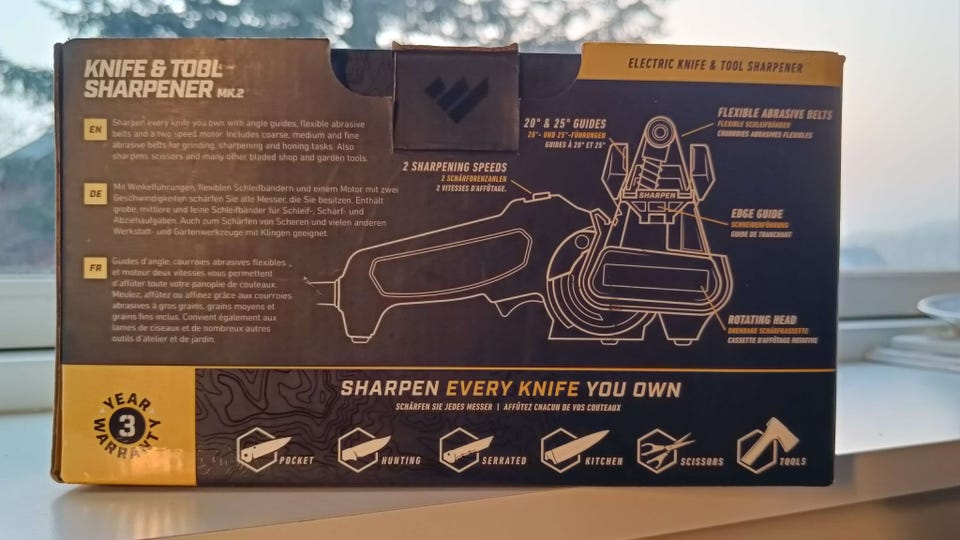 KNIFE & TOOL
SHARPENER MK.2
EN
Sharpen every knife you own with angle guides, flexible abrasive
belts and a two speed motor. Includes coarse, medium and fine
abrasive belts for grinding, sharpening and honing tasks. Also
sharpens scissors and many other bladed shop and garden tools.
DE
Mit Winkelführungen, flexiblen Schleifbändern und einem Motor mit zwei
Geschwindigkeiten schärfen Sie alle Messer, die Sie besitzen. Enthält
grobe, mittlere und feine Schleifbänder für Schleif-, Schärf- und
Abziehaufgaben. Auch zum Schärfen von Scheren und vielen anderen
Werkstatt- und Gartenwerkzeuge mit Klingen geeignet.
FR
Guides d'angle, courroies abrasives flexibles
et moteur deux vitesses vous permettent
d'affûter toute votre panoplie de couteaux.
Meulez, affûtez ou affinez grâce aux courroies
abrasives à gros grains, grains moyens et
grains fins inclus. Convient également aux
lames de ciseaux et de nombreux autres
outils d'atelier et de jardin.
ELECTRIC KNIFE & TOOL SHARPENER
2 SHARPENING SPEEDS
2 SCHÄRFDREHZAHLEN
2 VITESSES D'AFFÛTAGE.
20° & 25° GUIDES
20°- UND 25°-FÜHRUNGEN
GUIDES À 20° ET 25°
FLEXIBLE ABRASIVE BELTS
FLEXIBLE SCHLEIFBÄNDER
COURROIES ABRASIVES FLEXIBLES
SHARPEN
EDGE GUIDE
SCHNEIDENFÜHRUNG
GUIDE DE TRANCHANT
ROTATING HEAD
DREHBARE SCHÄRFKASSETTE
CASSETTE D'AFFÛTAGE ROTATIVE
3 YEAR WARRANTY
SHARPEN EVERY KNIFE YOU OWN
SCHÄRFEN SIE JEDES MESSER | AFFÛTEZ CHACUN DE VOS COUTEAUX
POCKET
HUNTING
SERRATED
KITCHEN
SCISSORS
TOOLS